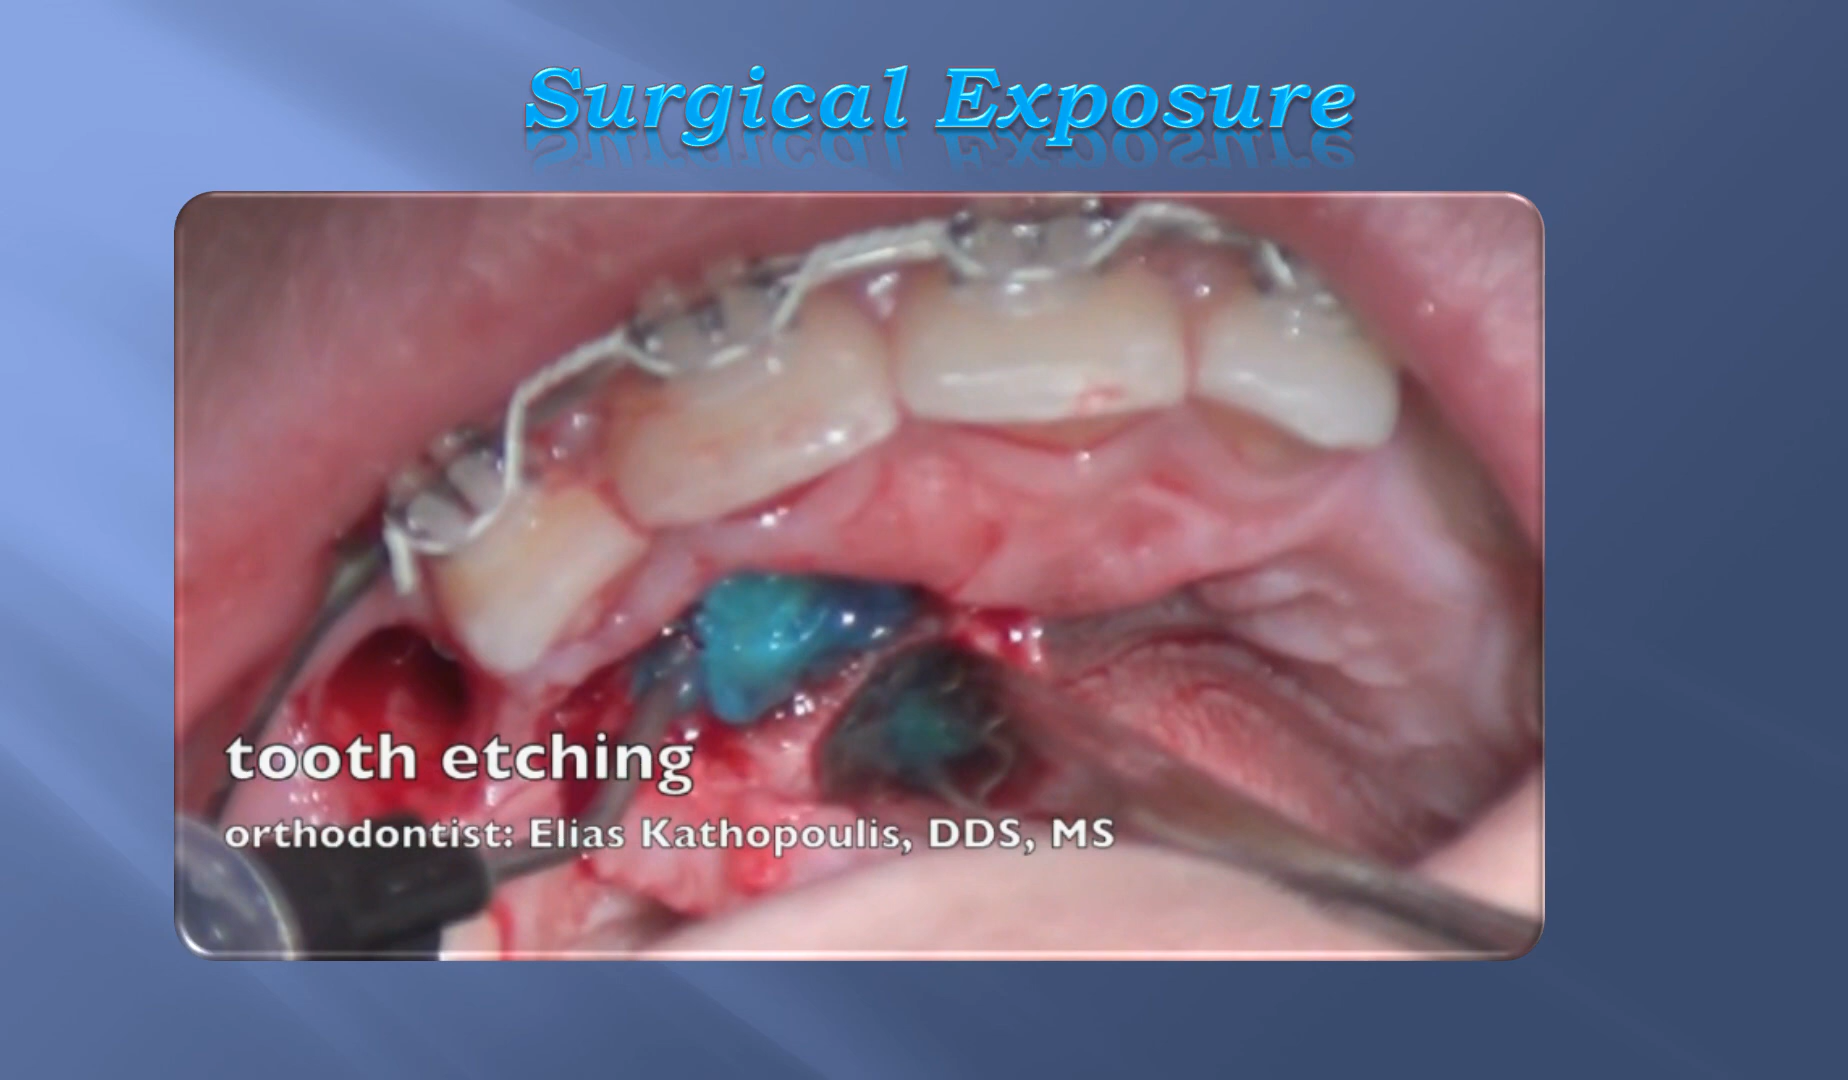 Surgical Exposure
tooth etching
orthodontist: Elias Kathopoulis, DDS, MS